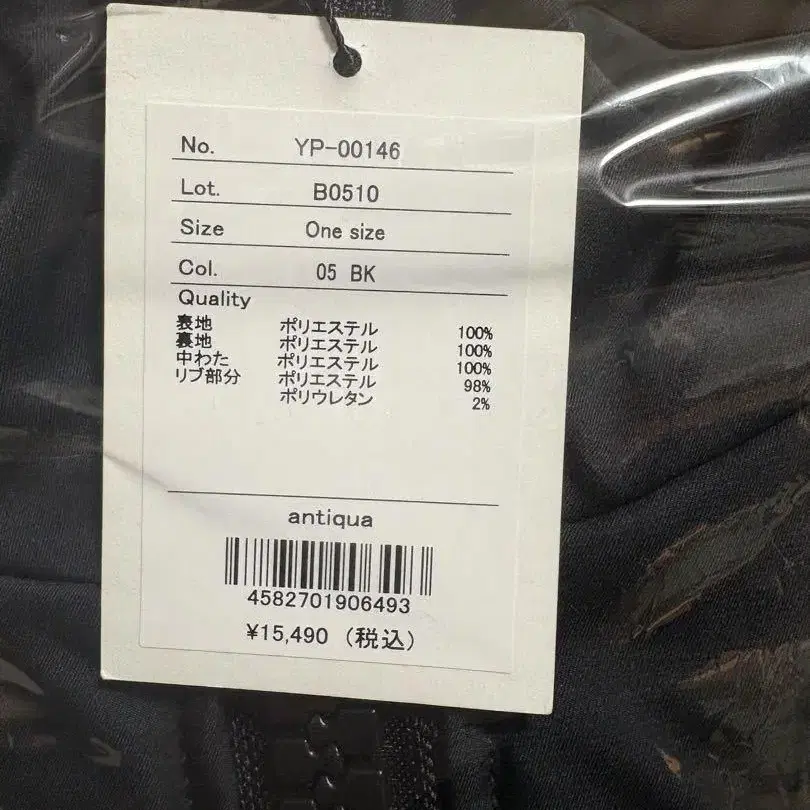 No. YP-00146
Lot. B0510
Size One size
Col. 05 BK
Quality
表地 ポリエステル 100%
裏地 ポリエステル 100%
中わた ポリエステル 100%
リブ部分 ポリエステル 98%
ポリウレタン 2%
antiqua
4582701906493
¥15,490（税込）